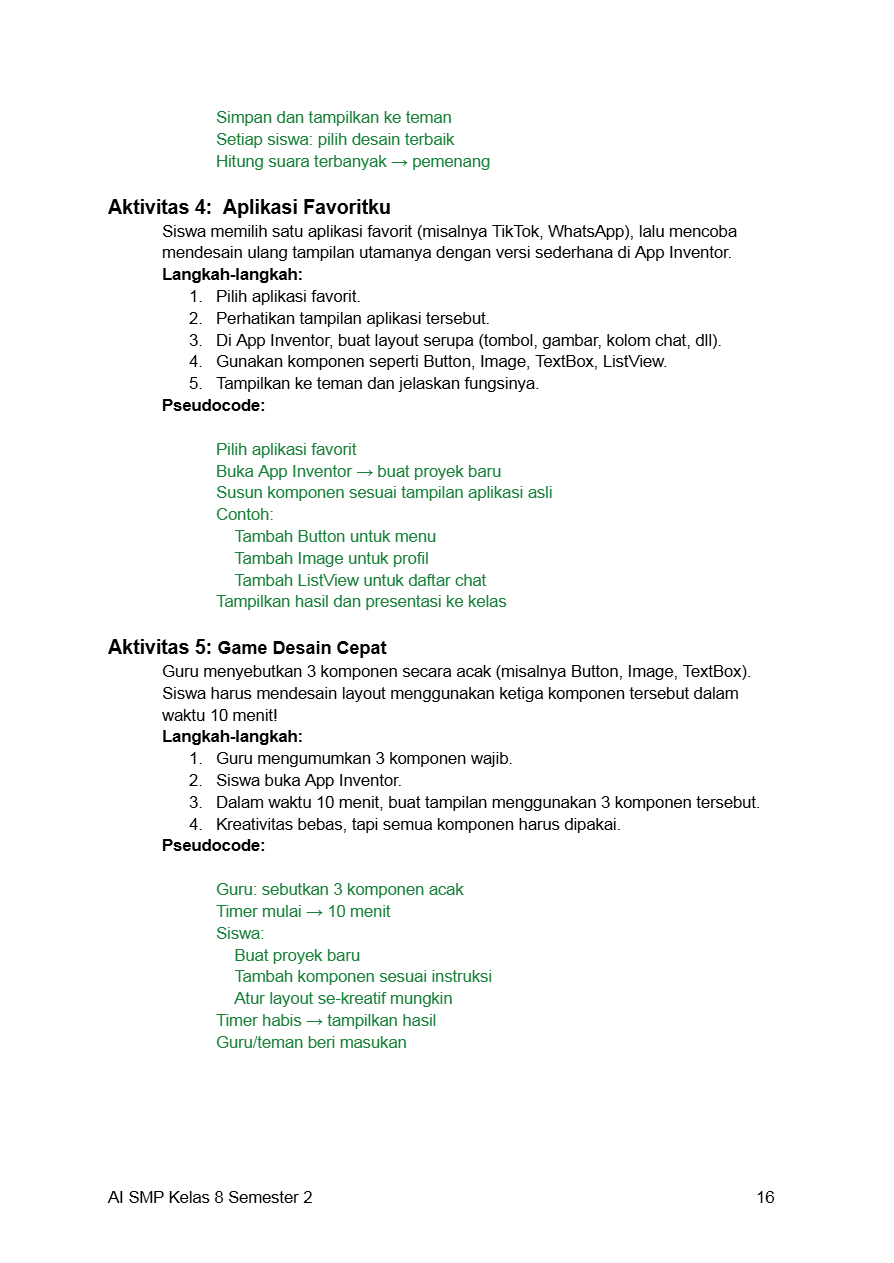 Simpan dan tampilkan ke teman
Setiap siswa: pilih desain terbaik
Hitung suara terbanyak → pemenang
Aktivitas 4:  Aplikasi Favoritku
Siswa memilih satu aplikasi favorit (misalnya TikTok, WhatsApp), lalu mencoba
mendesain ulang tampilan utamanya dengan versi sederhana di App Inventor.
Langkah-langkah:
1. Pilih aplikasi favorit.
2. Perhatikan tampilan aplikasi tersebut.
3. Di App Inventor, buat layout serupa (tombol, gambar, kolom chat, dll).
4. Gunakan komponen seperti Button, Image, TextBox, ListView.
5. Tampilkan ke teman dan jelaskan fungsinya.
Pseudocode:
Pilih aplikasi favorit
Buka App Inventor → buat proyek baru
Susun komponen sesuai tampilan aplikasi asli
Contoh:
Tambah Button untuk menu
Tambah Image untuk profil
Tambah ListView untuk daftar chat
Tampilkan hasil dan presentasi ke kelas
Aktivitas 5: Game Desain Cepat
Guru menyebutkan 3 komponen secara acak (misalnya Button, Image, TextBox).
Siswa harus mendesain layout menggunakan ketiga komponen tersebut dalam
waktu 10 menit!
Langkah-langkah:
1. Guru mengumumkan 3 komponen wajib.
2. Siswa buka App Inventor.
3. Dalam waktu 10 menit, buat tampilan menggunakan 3 komponen tersebut.
4. Kreativitas bebas, tapi semua komponen harus dipakai.
Pseudocode:
Guru: sebutkan 3 komponen acak
Timer mulai → 10 menit
Siswa:
Buat proyek baru
Tambah komponen sesuai instruksi
Atur layout se-kreatif mungkin
Timer habis → tampilkan hasil
Guru/teman beri masukan
AI SMP Kelas 8 Semester 2 16